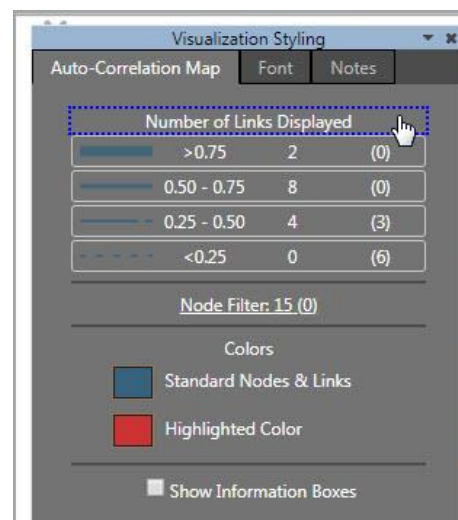 Visualization Styling
Auto-Correlation Map Font Notes
Number of Links Displayed
>0.75 2 (0)
0.50 - 0.75 8 (0)
0.25 - 0.50 4 (3)
<0.25 0 (6)
Node Filter: 15 (0)
Colors
Standard Nodes & Links
Highlighted Color
Show Information Boxes